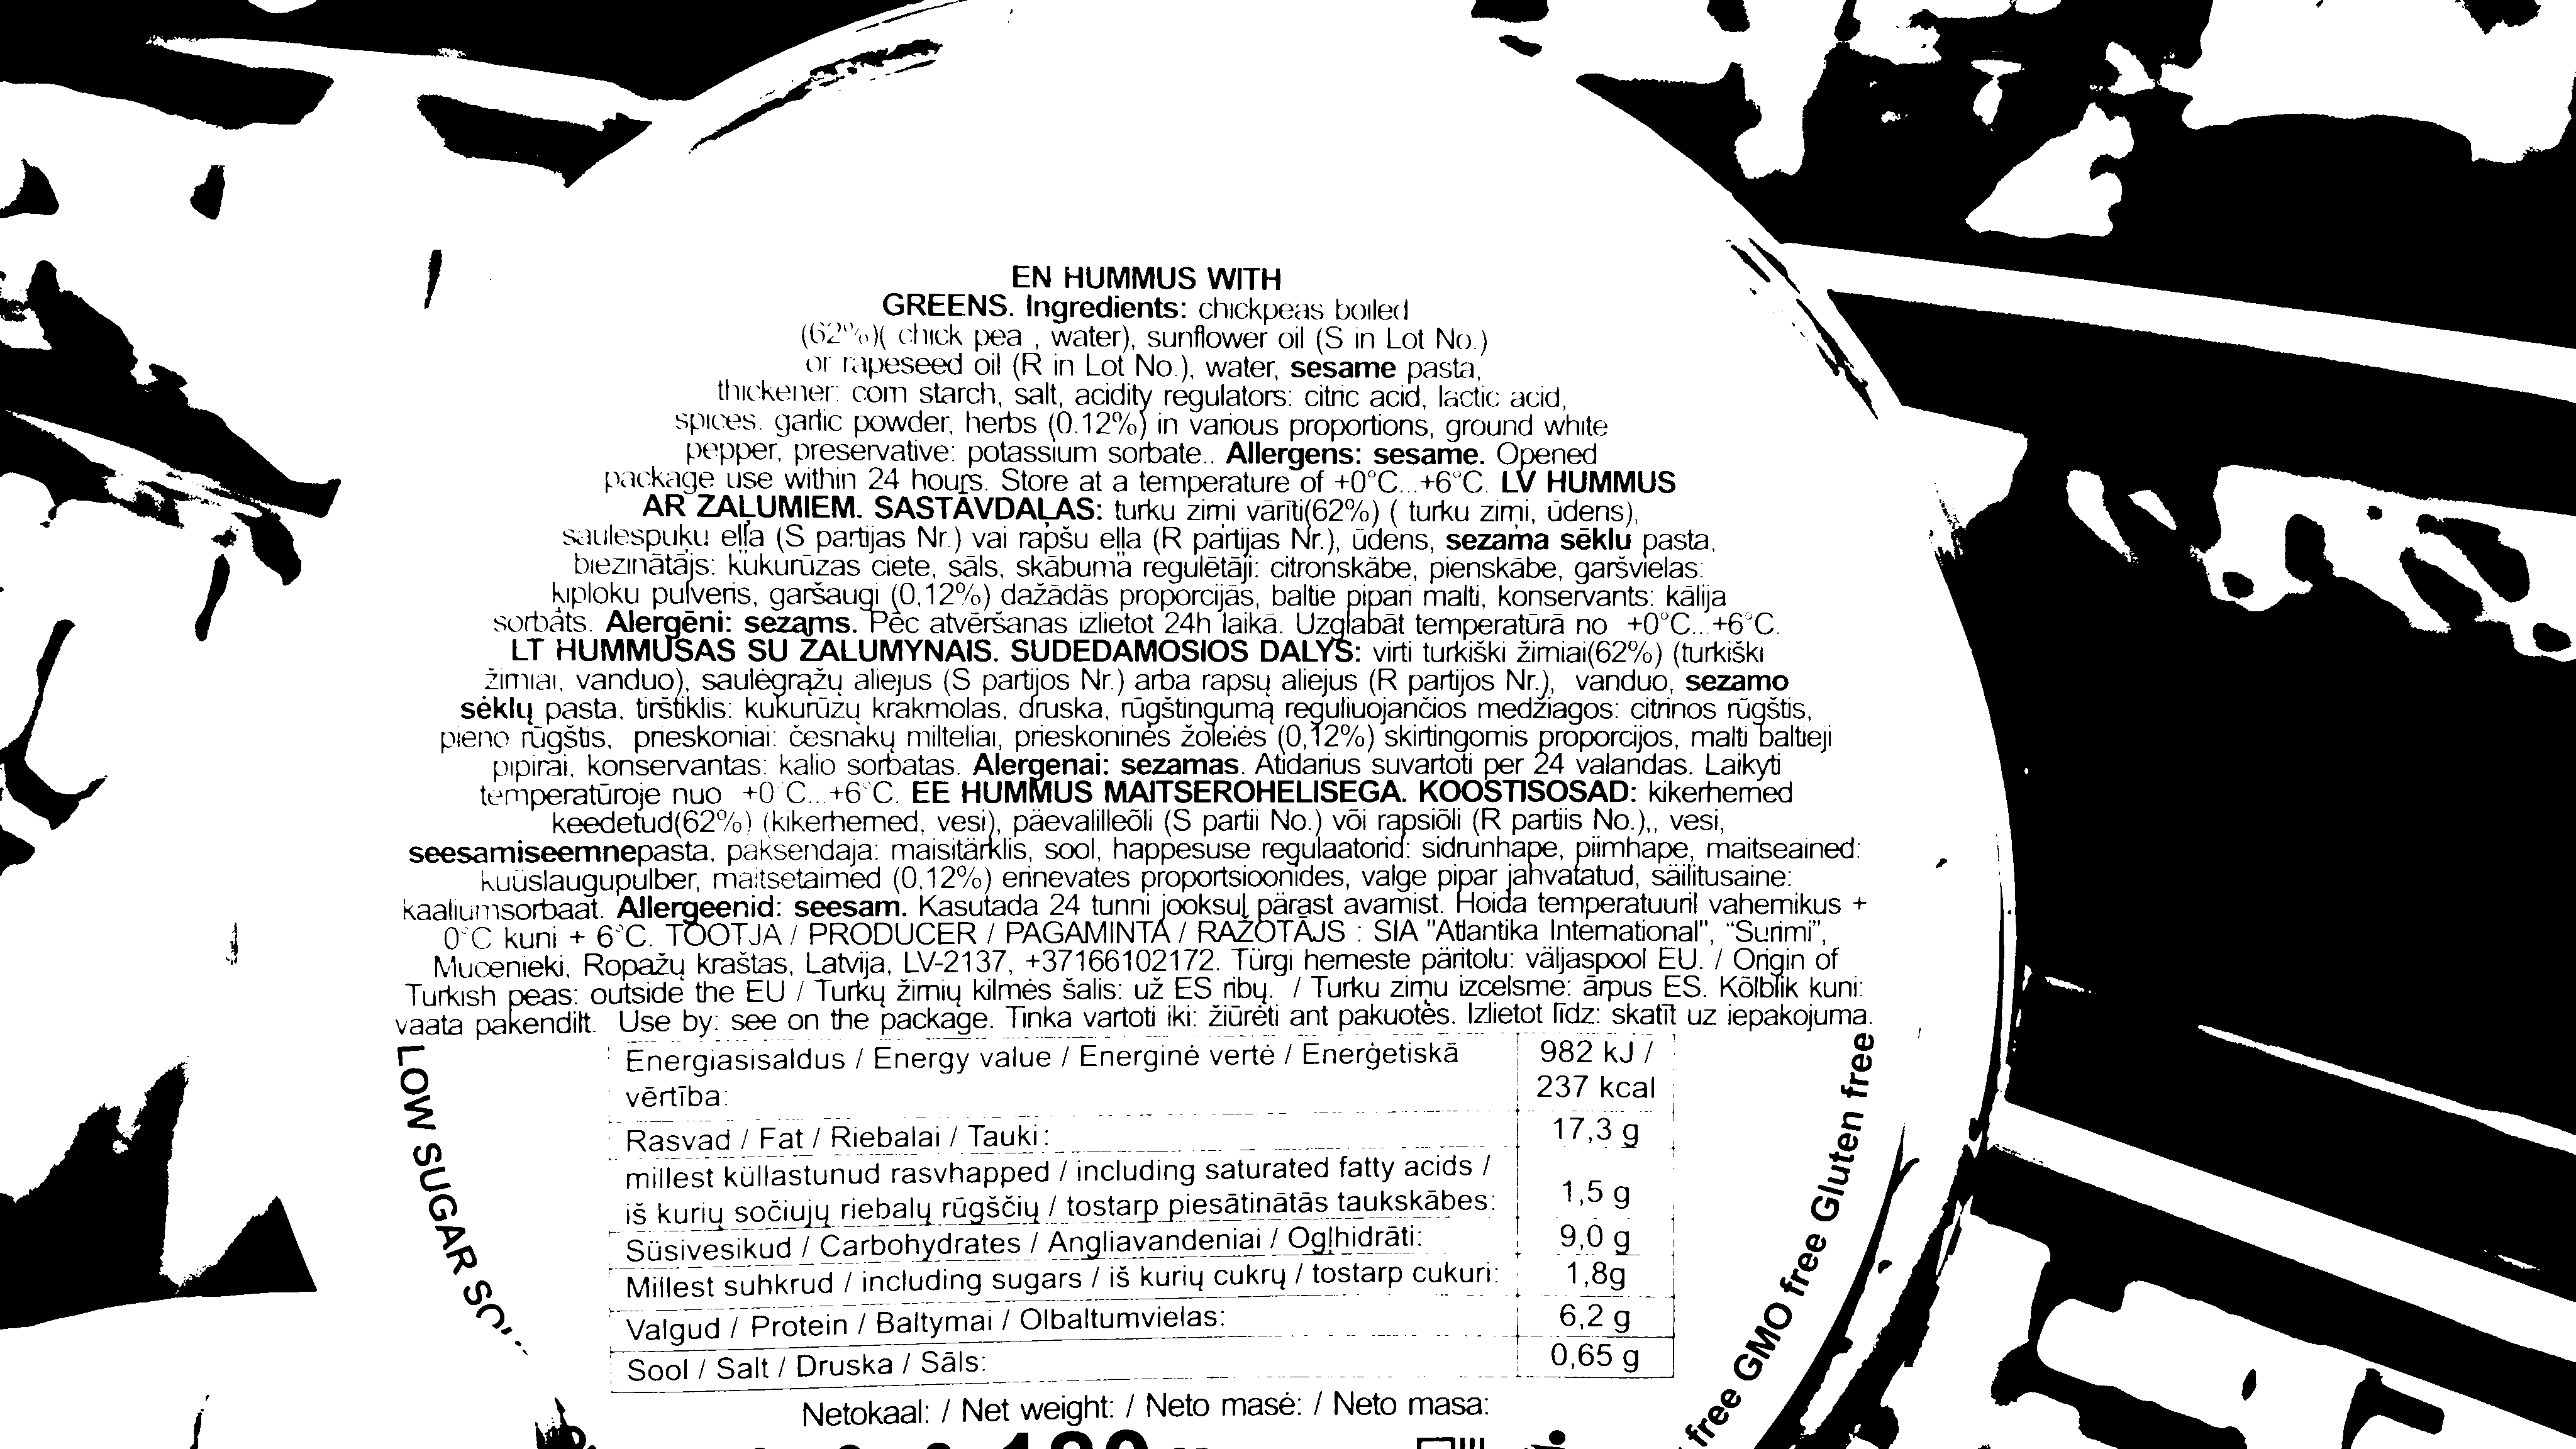 EN HUMMUS WITH
GREENS. Ingredients: chickpeas boiled
(62%)( chick pea , water), sunflower oil (S in Lot No.)
or rapeseed oil (R in Lot No.), water, sesame pasta,
thickener: corn starch, salt, acidity regulators: citric acid, lactic acid,
spices. garlic powder, herbs (0.12%) in various proportions, ground white
pepper, preservative: potassium sorbate.. Allergens: sesame. Opened
package use within 24 hours. Store at a temperature of +0°C...+6°C. LV HUMMUS
AR ZAĻUMIEM. SASTĀVDAĻAS: turku zirņi vārīti(62%) ( turku zirņi, ūdens),
saulespuķu eļļa (S partijas Nr.) vai rapšu eļļa (R partijas Nr.), ūdens, sezama sēklu pasta,
biezinātājs: kukurūzas ciete, sāls, skābuma regulētāji: citronskābe, pienskābe, garšvielas:
ķiploku pulveris, garšaugi (0,12%) dažādās proporcijās, baltie pipari malti, konservants: kālija
sorbāts. Alergēni: sezams. Pēc atvēršanas izlietot 24h laikā. Uzglabāt temperatūrā no +0°C...+6°C.
LT HUMMUSAS SU ŽALUMYNAIS. SUDEDAMOSIOS DALYS: virti turkiški žirniai(62%) (turkiški
žirniai, vanduo), saulėgrąžų aliejus (S partijos Nr.) arba rapsų aliejus (R partijos Nr.), vanduo, sezamo
sėklų pasta, tirštiklis: kukurūzų krakmolas, druska, rūgštingumą reguliuojančios medžiagos: citrinos rūgštis,
pieno rūgštis, prieskoniai: česnakų milteliai, prieskoninės žolelės (0,12%) skirtingomis proporcijos, malti baltieji
pipirai, konservantas: kalio sorbatas. Alergenai: sezamas. Atidarius suvartoti per 24 valandas. Laikyti
temperatūroje nuo +0°C...+6°C. EE HUMMUS MAITSEROHELISEGA. KOOSTISOSAD: kikerherned
keedetud(62%) (kikerherned, vesi), päevalilleõli (S partii No.) või rapsiõli (R partiis No.),, vesi,
seesamiseemnepasta, paksendaja: maisitärklis, sool, happesuse regulaatorid: sidrunhape, piimhape, maitseained:
kuüslaugupulber, maitsetaimed (0,12%) erinevates proportsioonides, valge pipar jahvatatud, säilitusaine:
kaaliumsorbaat. Allergeenid: seesam. Kasutada 24 tunni jooksul pärast avamist. Hoida temperatuuril vahemikus +
0°C kuni + 6°C. TOOTJA / PRODUCER / PAGAMINTA / RAŽOTĀJS : SIA "Atlantika International", “Surimi”,
Mucenieki, Ropažų kraštas, Latvija, LV-2137, +37166102172. Türgi herneste päritolu: väljaspool EU. / Origin of
Turkish peas: outside the EU / Turkų žirnių kilmės šalis: už ES ribų. / Turku zirņu izcelsme: ārpus ES. Kõlblik kuni:
vaata pakendilt. Use by: see on the package. Tinka vartoti iki: žiūrėti ant pakuotės. Izlietot līdz: skatīt uz iepakojuma.
Energiasisaldus / Energy value / Energinė vertė / Enerģetiskā 982 kJ /
vērtība: 237 kcal
Rasvad / Fat / Riebalai / Tauki: 17,3 g
millest küllastunud rasvhapped / including saturated fatty acids /
iš kurių sočiųjų riebalų rūgščių / tostarp piesātinātās taukskābes: 1,5 g
Süsivesikud / Carbohydrates / Angliavandeniai / Ogļhidrāti: 9,0 g
Millest suhkrud / including sugars / iš kurių cukrų / tostarp cukuri: 1,8g
Valgud / Protein / Baltymai / Olbaltumvielas: 6,2 g
Sool / Salt / Druska / Sāls: 0,65 g
Netokaal: / Net weight: / Neto masė: / Neto masa:
LOW SUGAR
free GMO free Gluten free